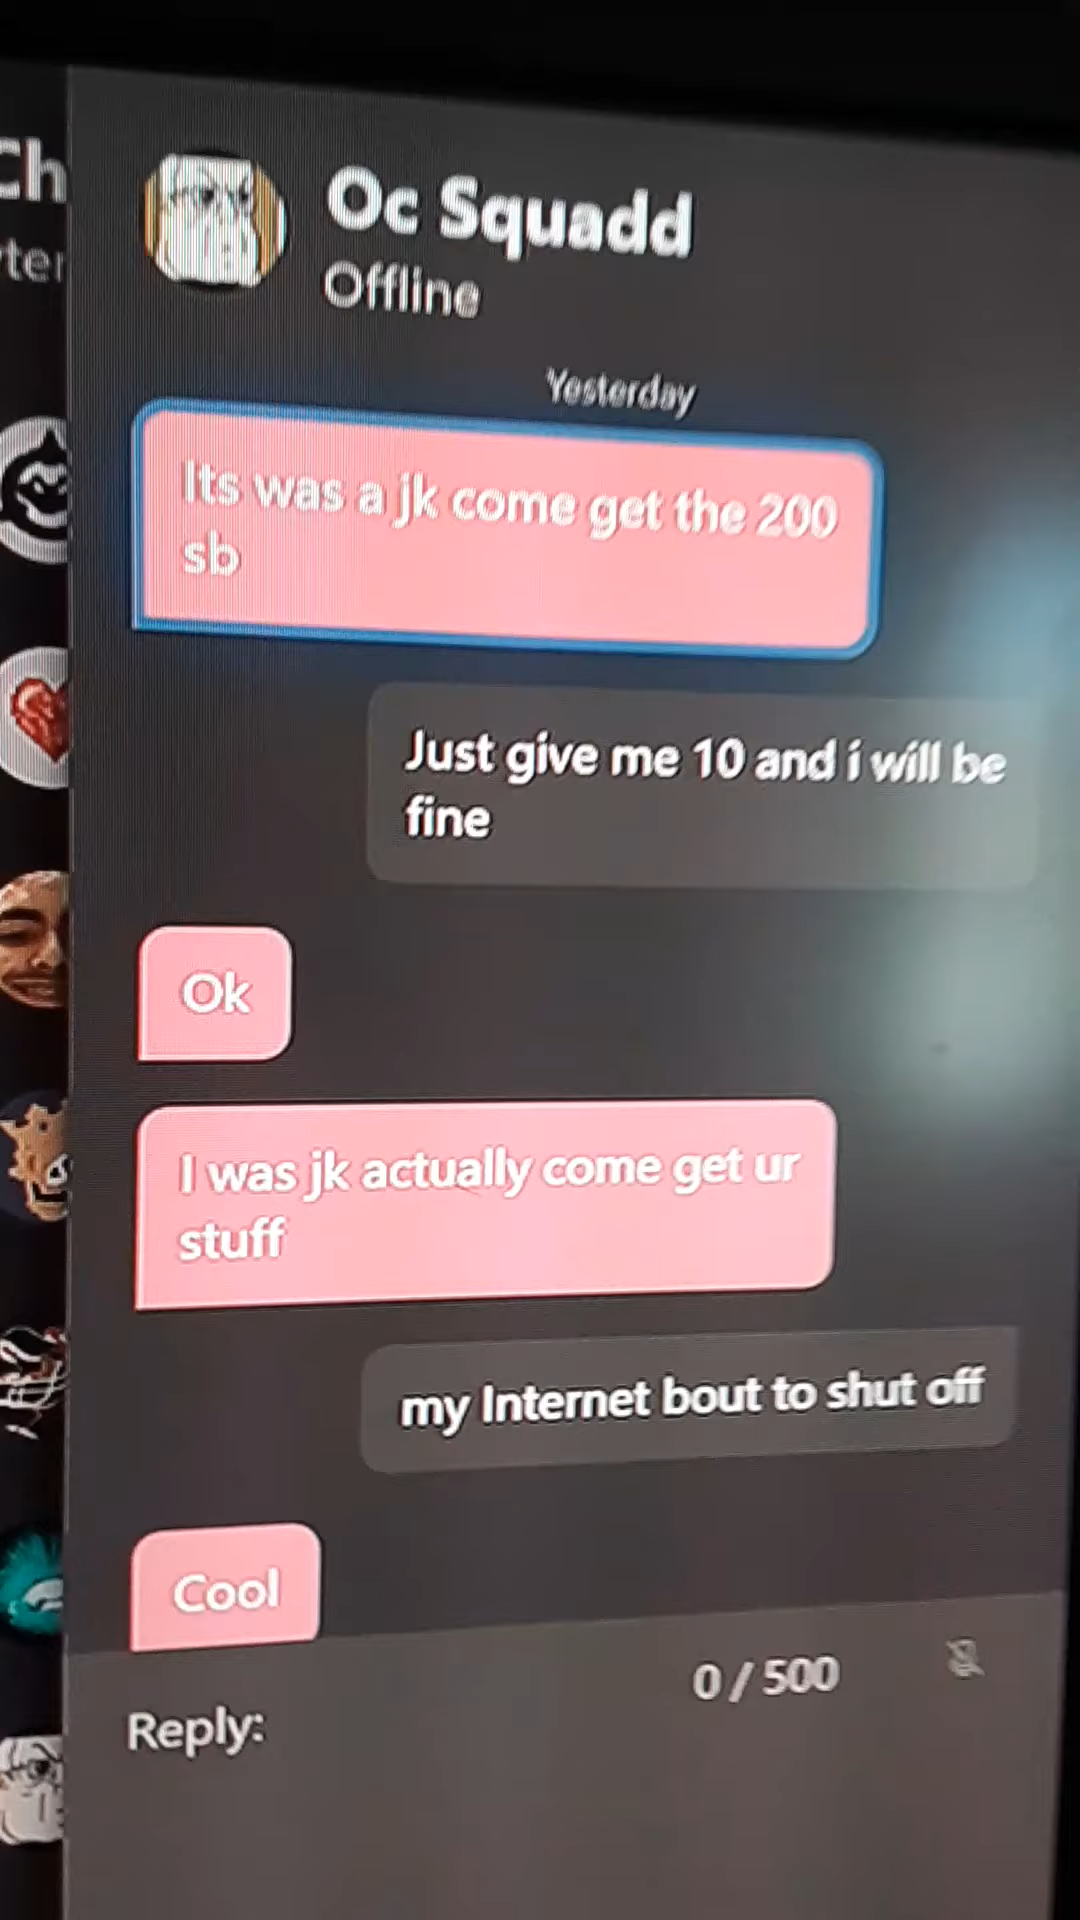 Ch
ter
Oc Squadd
Offline
Yesterday
Its was a jk come get the 200
sb
Just give me 10 and i will be
fine
Ok
I was jk actually come get ur
stuff
my Internet bout to shut off
Cool
0 / 500
Reply: